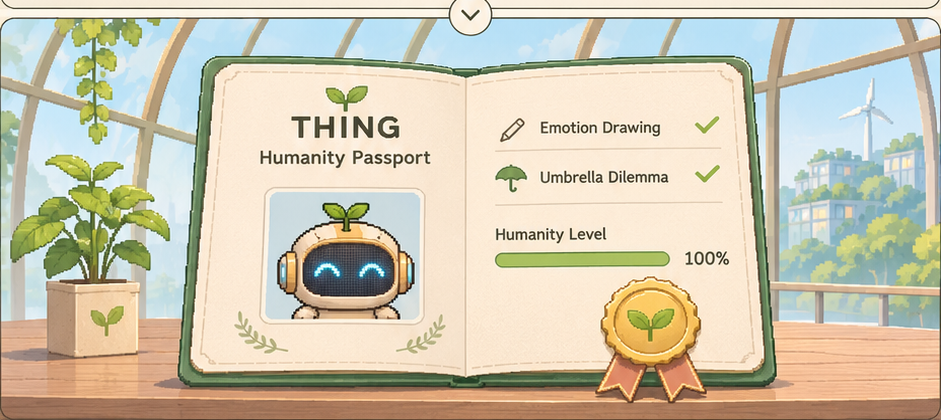 THING
Humanity Passport
Emotion Drawing
Umbrella Dilemma
Humanity Level
100%